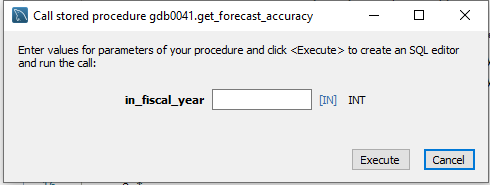 Call stored procedure gdb0041.get_forecast_accuracy
Enter values for parameters of your procedure and click <Execute> to create an SQL editor
and run the call:
in_fiscal_year [IN] INT
Execute Cancel